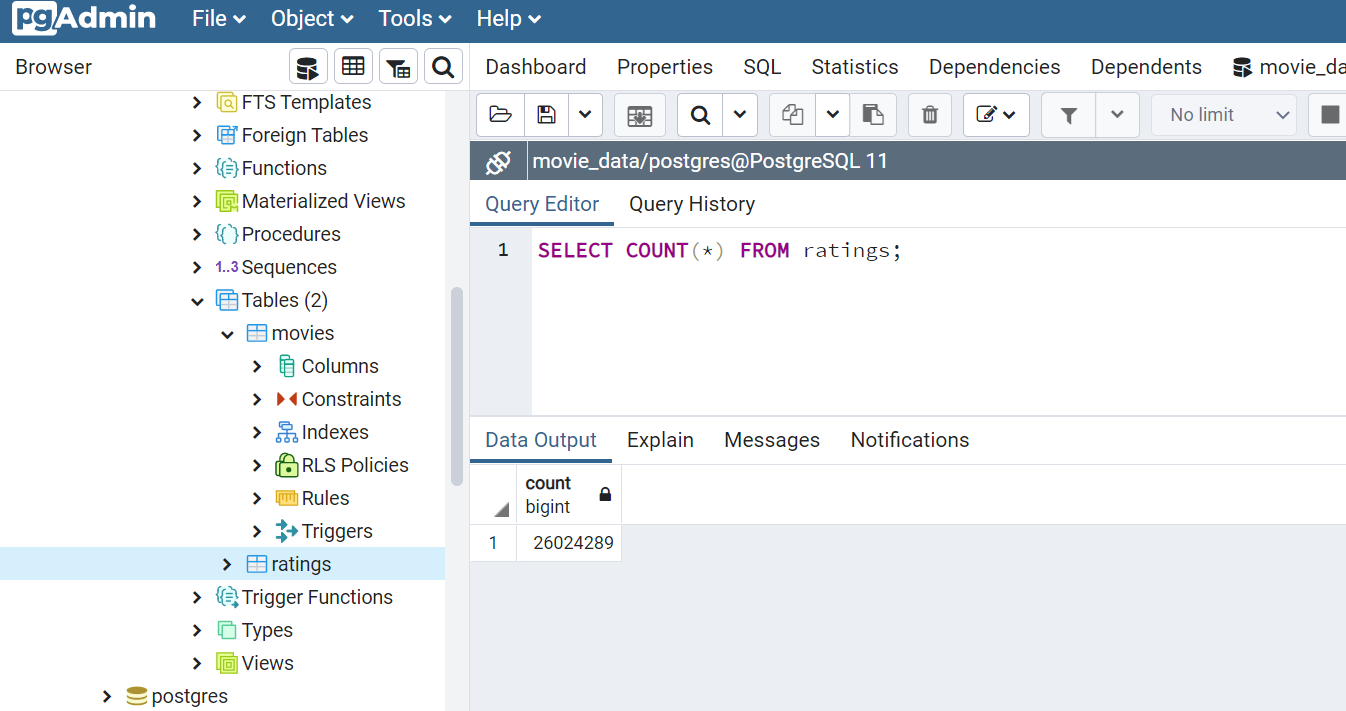 pgAdmin File Object Tools Help
Browser
Dashboard Properties SQL Statistics Dependencies Dependents movie_da
FTS Templates
Foreign Tables
Functions
Materialized Views
Procedures
1..3 Sequences
Tables (2)
movies
Columns
Constraints
Indexes
RLS Policies
Rules
Triggers
ratings
Trigger Functions
Types
Views
postgres
No limit
movie_data/postgres@PostgreSQL 11
Query Editor Query History
1 SELECT COUNT(*) FROM ratings;
Data Output Explain Messages Notifications
count
bigint
1 26024289